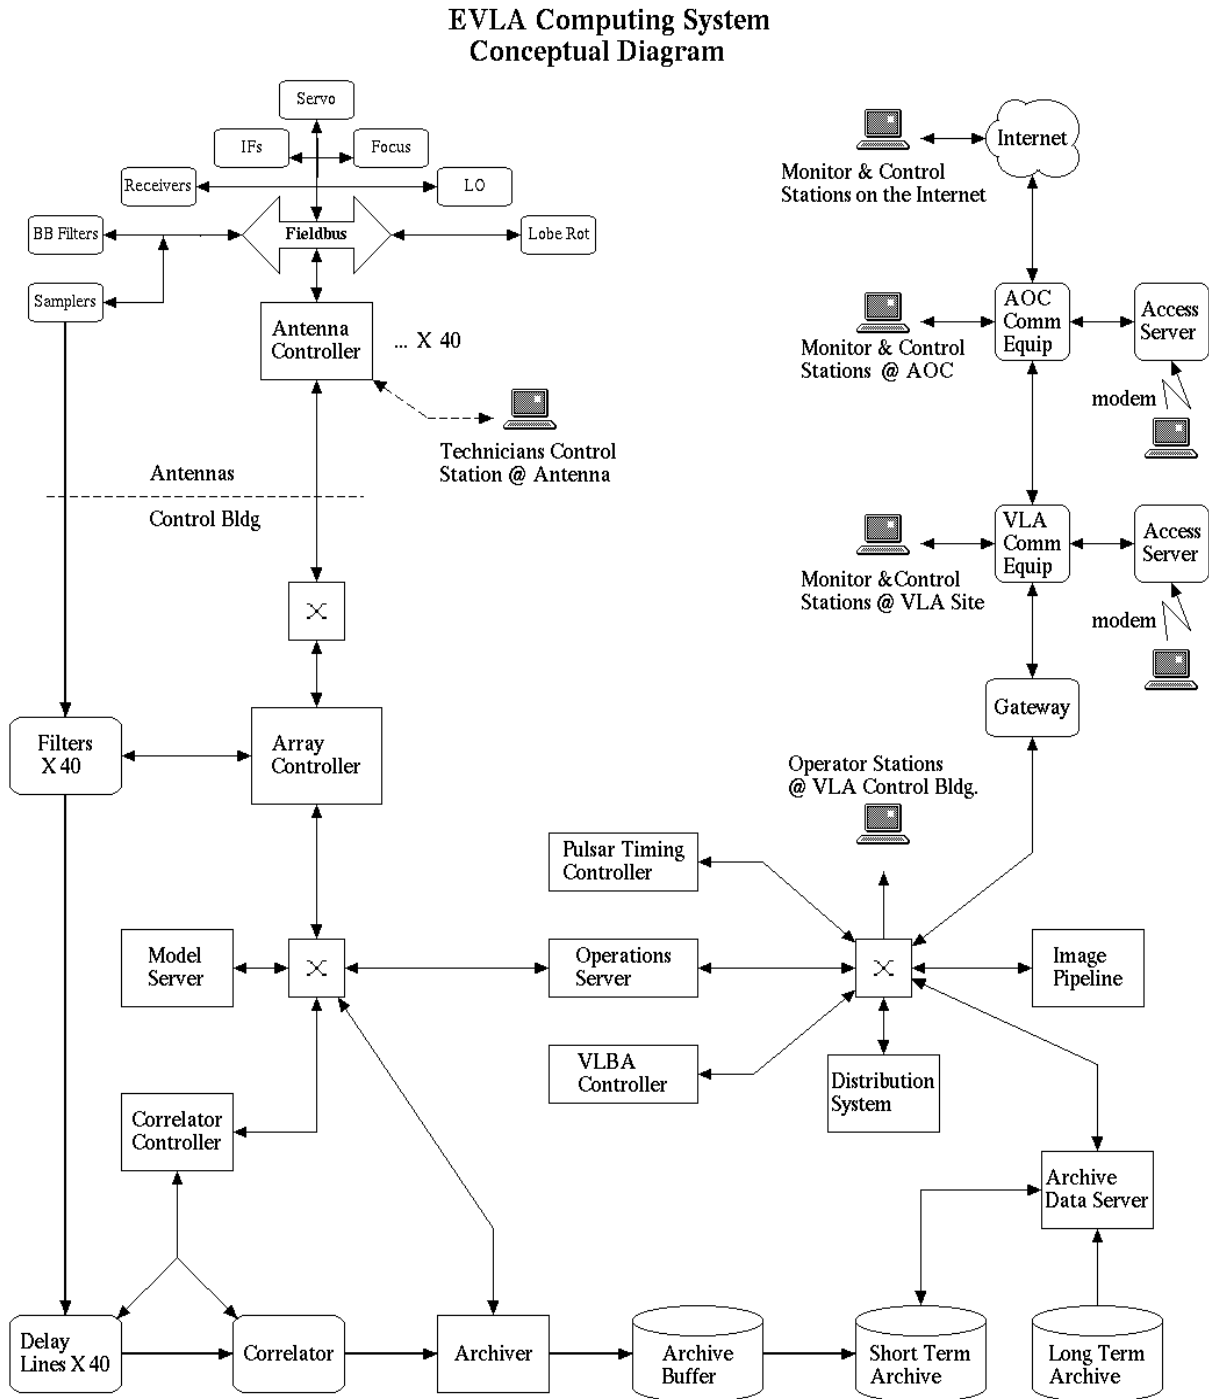 EVLA Computing System
Conceptual Diagram
Servo
IFs
Focus
Receivers
LO
BB Filters
Fieldbus
Lobe Rot
Samplers
Antenna
Controller
... X 40
Technicians Control
Station @ Antenna
Antennas
Control Bldg
Filters
X 40
Array
Controller
Model
Server
Correlator
Controller
Delay
Lines X 40
Correlator
Archiver
Archive
Buffer
Short Term
Archive
Long Term
Archive
Internet
Monitor & Control
Stations on the Internet
AOC
Comm
Equip
Access
Server
Monitor & Control
Stations @ AOC
modem
VLA
Comm
Equip
Access
Server
Monitor &Control
Stations @ VLA Site
modem
Gateway
Operator Stations
@ VLA Control Bldg.
Pulsar Timing
Controller
Operations
Server
Image
Pipeline
VLBA
Controller
Distribution
System
Archive
Data Server